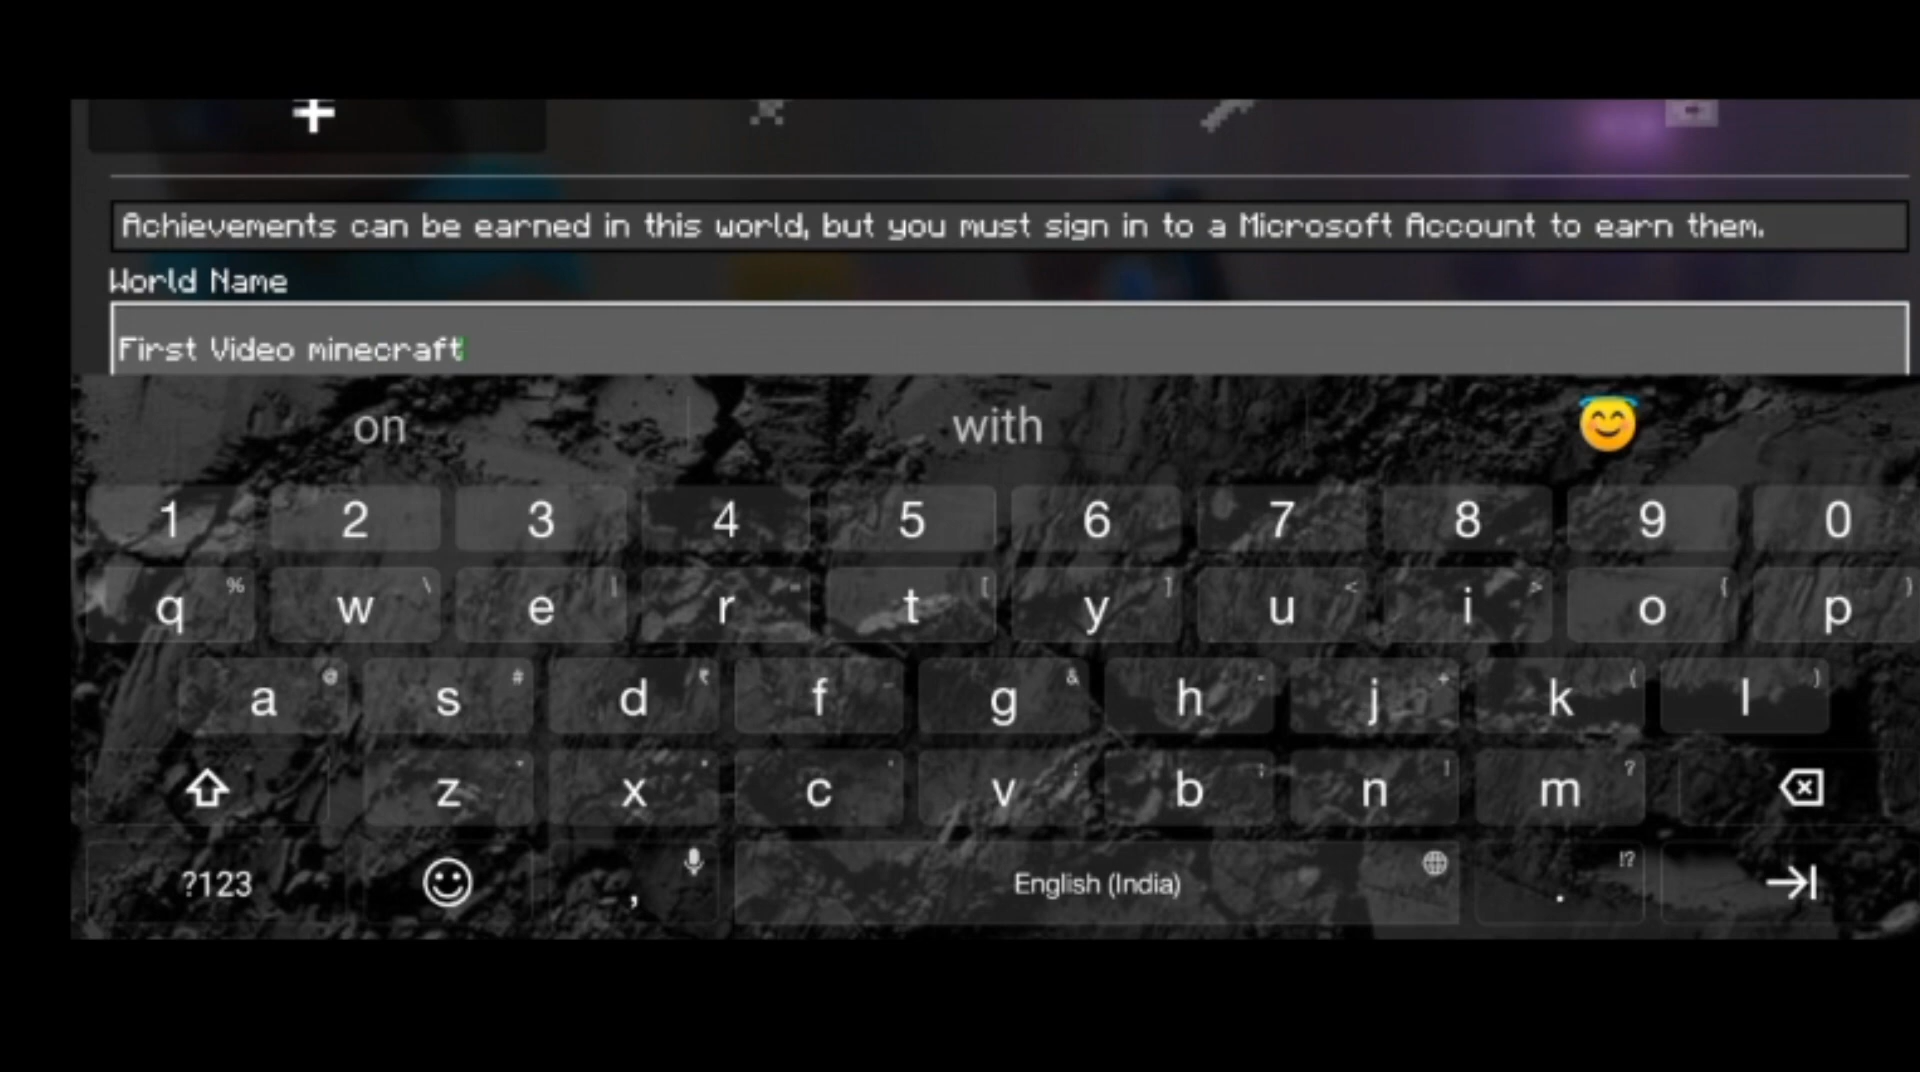 Achievements can be earned in this world, but you must sign in to a Microsoft Account to earn them.
World Name
First Video minecraft
on with 😇
1 2 3 4 5 6 7 8 9 0
q % w \ e | r t [ y ] u < i > o { p }
a @ s # d ₹ f _ g & h - j + k ( l )
z x c v : b ; n m ?
?123 , English (India) . !?